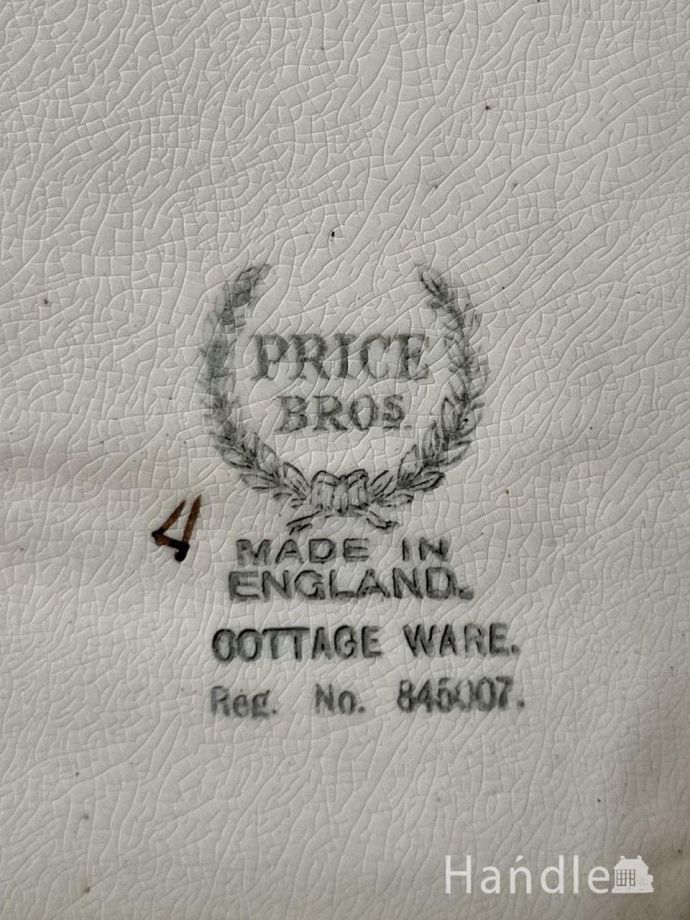 PRICE
BROS.
4
MADE IN
ENGLAND.
COTTAGE WARE.
Reg. No. 845007.
Handle